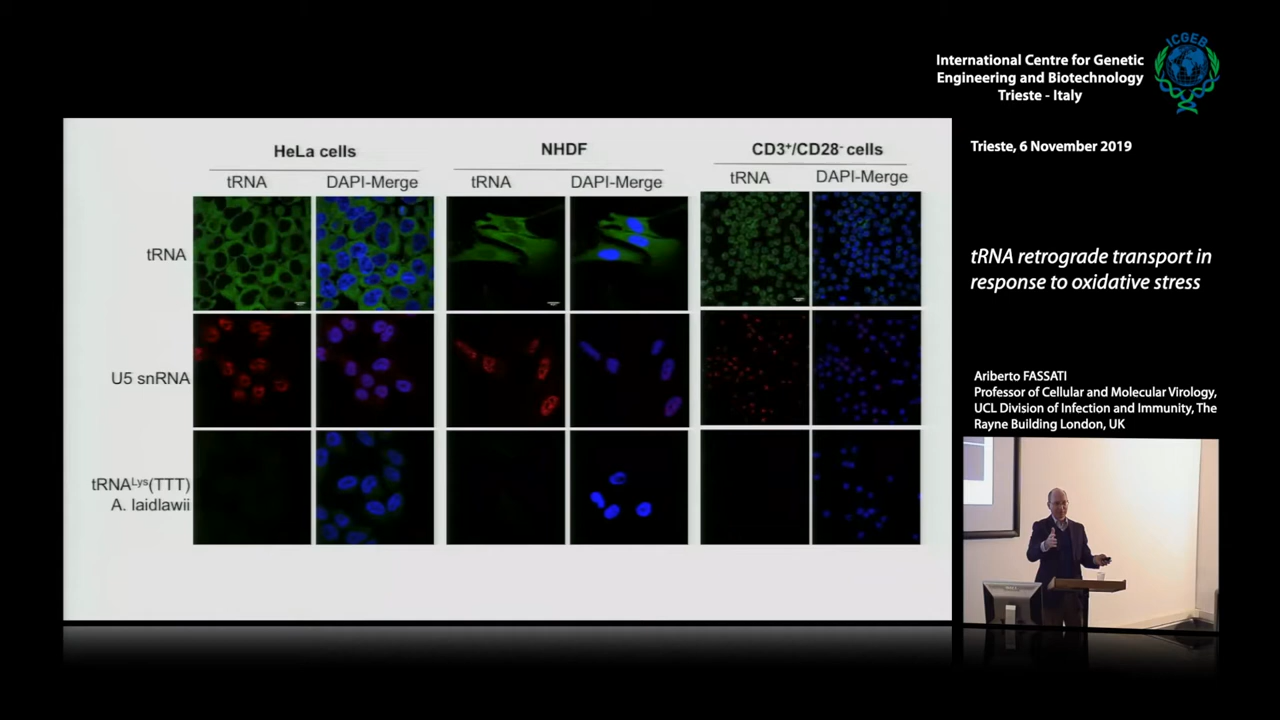 ICGEB
International Centre for Genetic
Engineering and Biotechnology
Trieste - Italy
Trieste, 6 November 2019
tRNA retrograde transport in
response to oxidative stress
Ariberto FASSATI
Professor of Cellular and Molecular Virology,
UCL Division of Infection and Immunity, The
Rayne Building London, UK
HeLa cells
NHDF
CD3⁺/CD28⁻ cells
tRNA
DAPI-Merge
tRNA
DAPI-Merge
tRNA
DAPI-Merge
tRNA
U5 snRNA
tRNAᴸʸˢ(TTT)
A. laidlawii